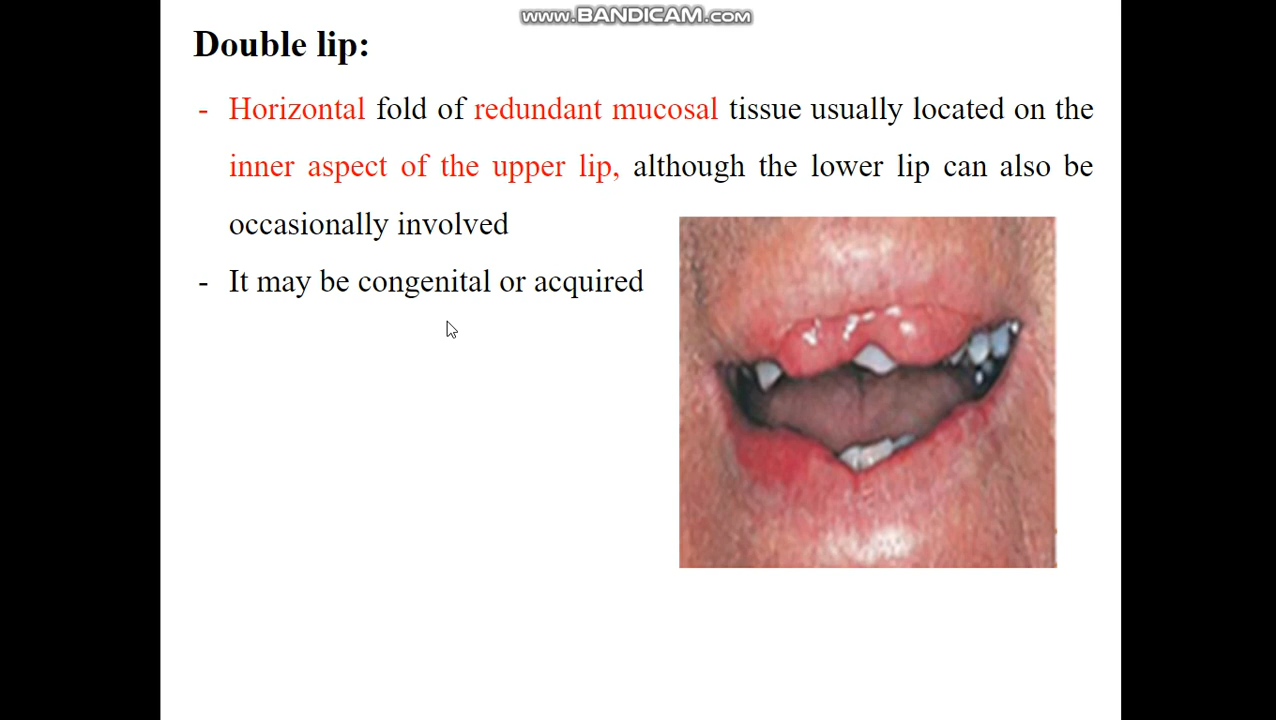 www.BANDICAM.com
Double lip:
- Horizontal fold of redundant mucosal tissue usually located on the
inner aspect of the upper lip, although the lower lip can also be
occasionally involved
- It may be congenital or acquired